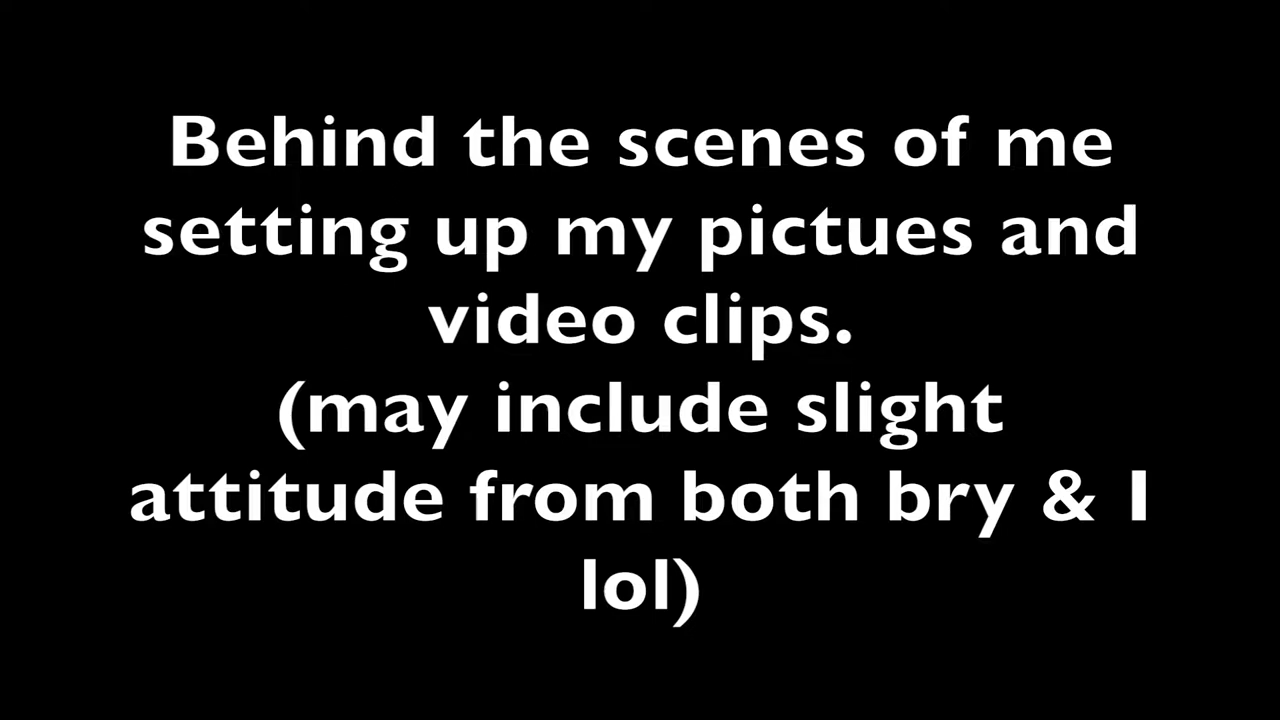 Behind the scenes of me
setting up my pictues and
video clips.
(may include slight
attitude from both bry & I
lol)